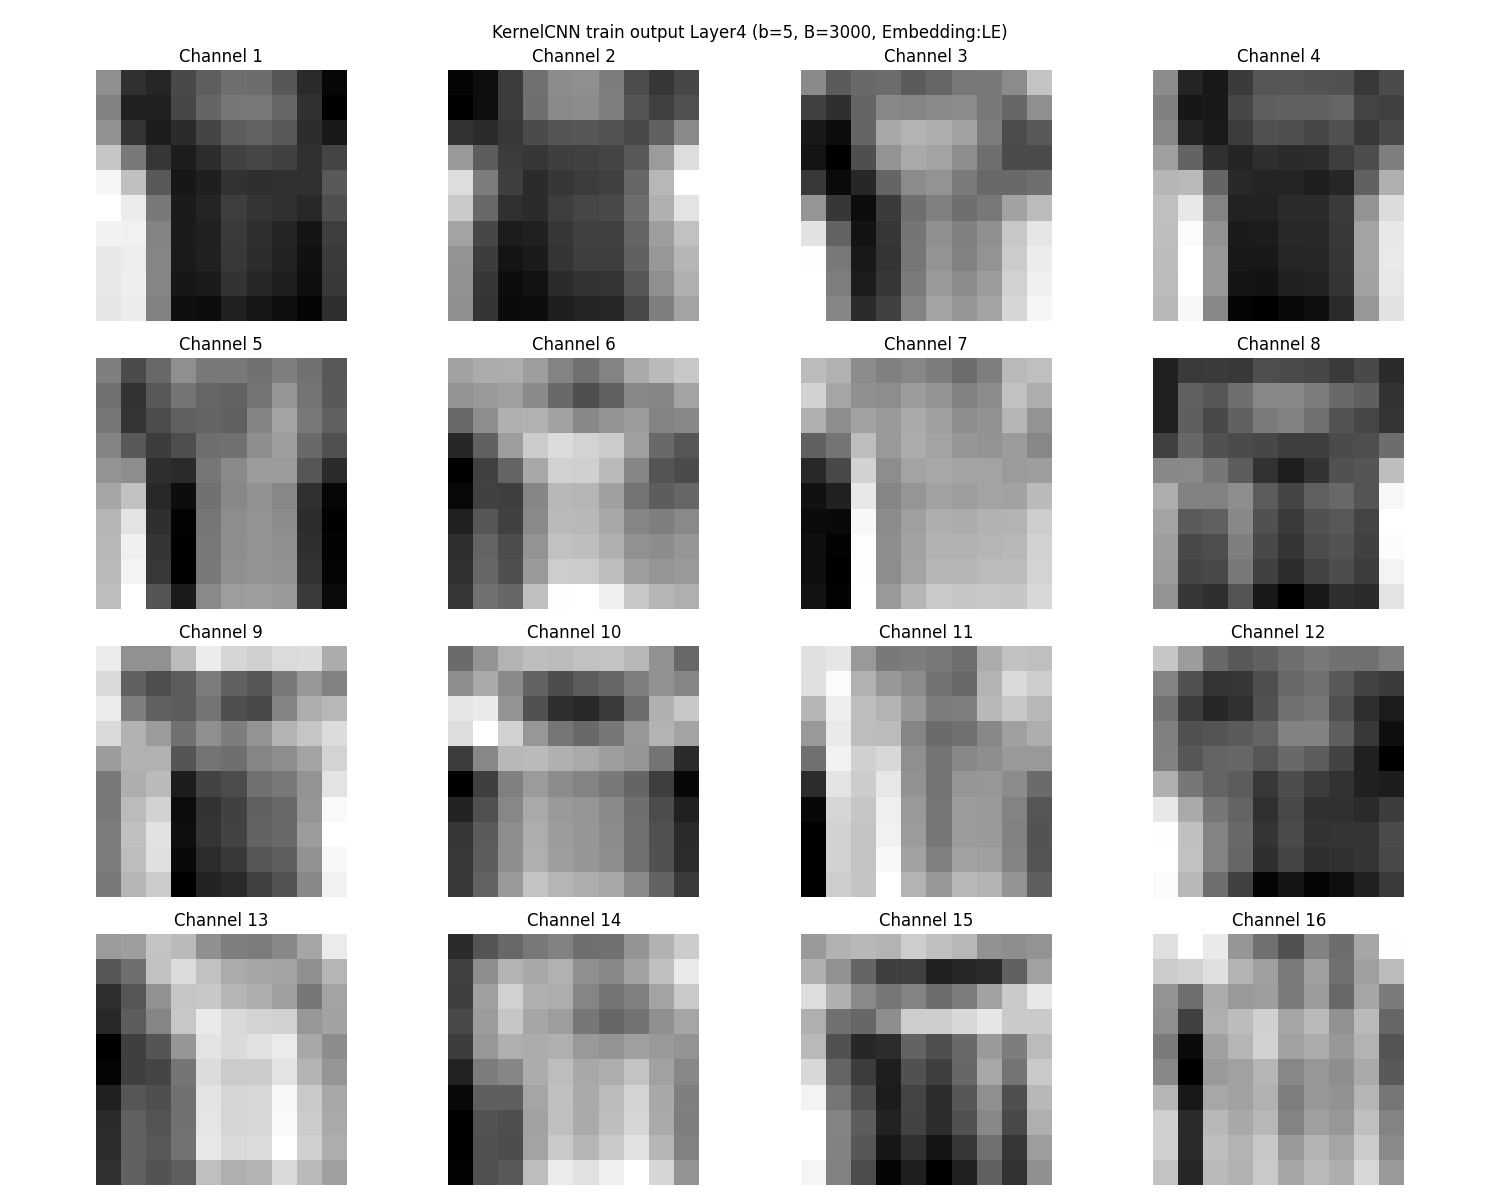 KernelCNN train output Layer4 (b=5, B=3000, Embedding:LE)
Channel 1
Channel 2
Channel 3
Channel 4
Channel 5
Channel 6
Channel 7
Channel 8
Channel 9
Channel 10
Channel 11
Channel 12
Channel 13
Channel 14
Channel 15
Channel 16